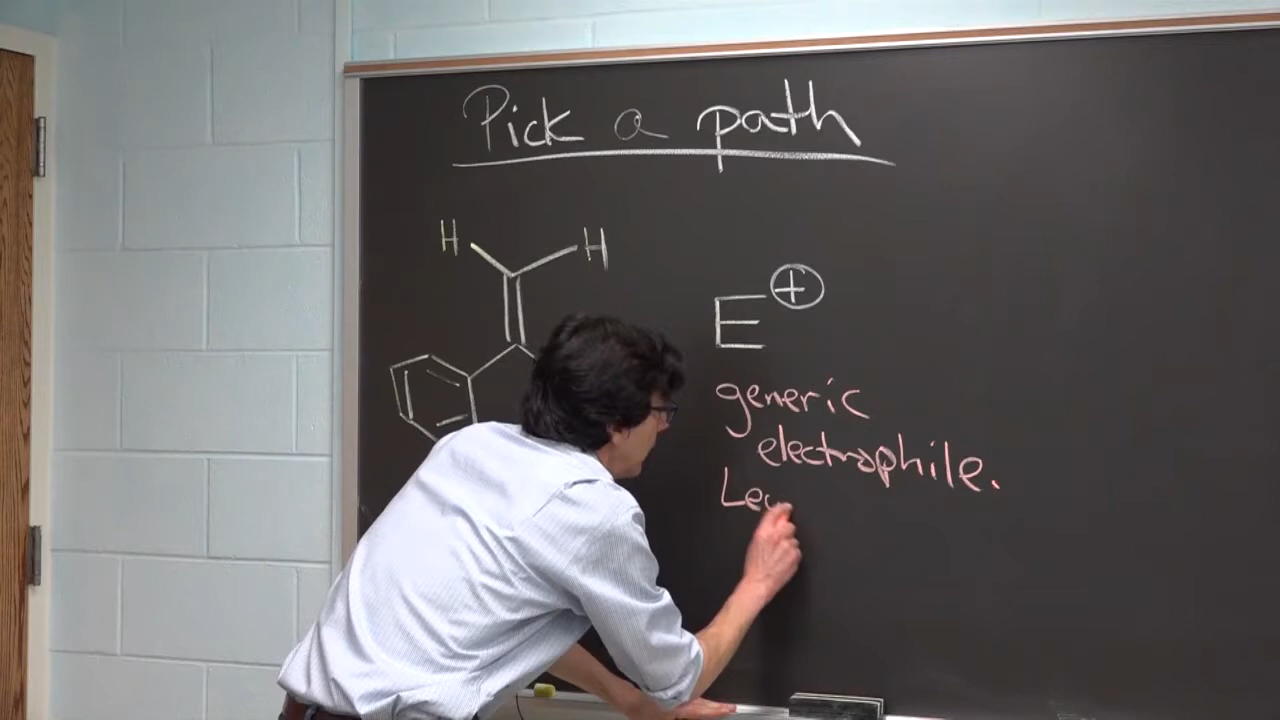 Pick a path
H H
E⊕
generic
electrophile.